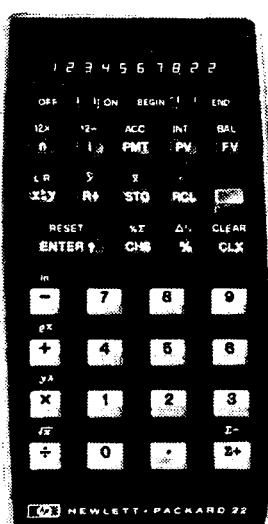 1 2 3 4 5 6 7 8 2 2
OFF ON BEGIN END
12× 12÷ ACC INT BAL
n i PMT PV FV
L.R. ŷ x̄
x⇄y R↓ STO RCL
RESET %Σ Δ% CLEAR
ENTER↑ CHS % CLX
ln
− 7 8 9
eˣ
+ 4 5 6
yˣ
× 1 2 3
√x Σ−
÷ 0 . Σ+
hp HEWLETT·PACKARD 22